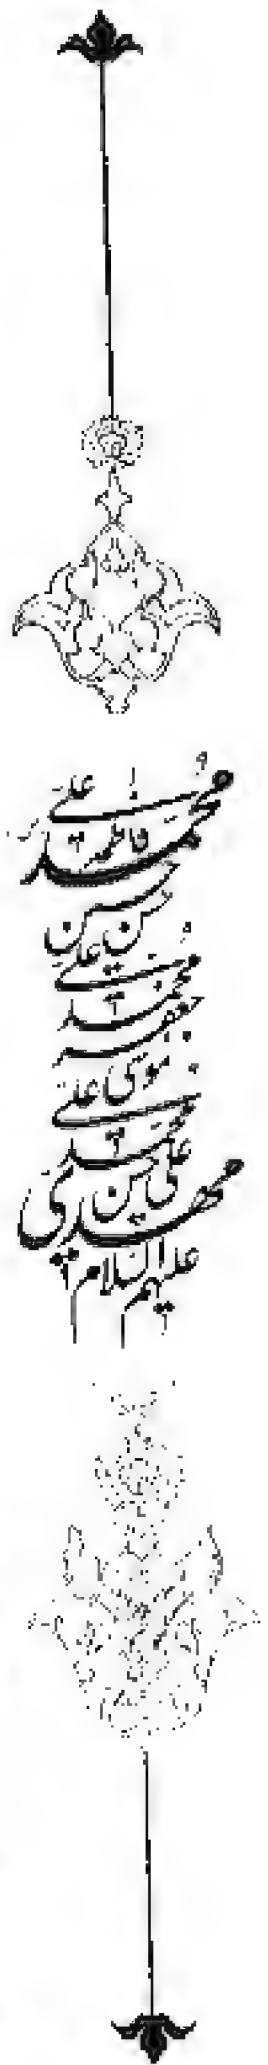 محمد علی
فاطمه
حسن حسین
علی
محمد
جعفر
موسی علی
محمد
علی حسن
مهدی
علیهم السلام